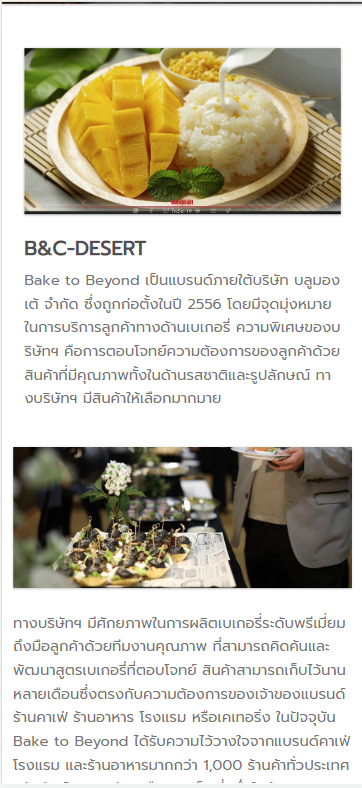 B&C-DESERT
Bake to Beyond เป็นแบรนด์ภายใต้บริษัท บลูมอง
เต้ จำกัด ซึ่งถูกก่อตั้งในปี 2556 โดยมีจุดมุ่งหมาย
ในการบริการลูกค้าทางด้านเบเกอรี่ ความพิเศษของบ
ริษัทฯ คือการตอบโจทย์ความต้องการของลูกค้าด้วย
สินค้าที่มีคุณภาพทั้งในด้านรสชาติและรูปลักษณ์ ทา
งบริษัทฯ มีสินค้าให้เลือกมากมาย
ทางบริษัทฯ มีศักยภาพในการผลิตเบเกอรี่ระดับพรีเมี่ยม
ถึงมือลูกค้าด้วยทีมงานคุณภาพ ที่สามารถคิดค้นและ
พัฒนาสูตรเบเกอรี่ที่ตอบโจทย์ สินค้าสามารถเก็บไว้นาน
หลายเดือนซึ่งตรงกับความต้องการของเจ้าของแบรนด์
ร้านคาเฟ่ ร้านอาหาร โรงแรม หรือเคเทอริ่ง ในปัจจุบัน
Bake to Beyond ได้รับความไว้วางใจจากแบรนด์คาเฟ่
โรงแรม และร้านอาหารมากกว่า 1,000 ร้านค้าทั่วประเทศ